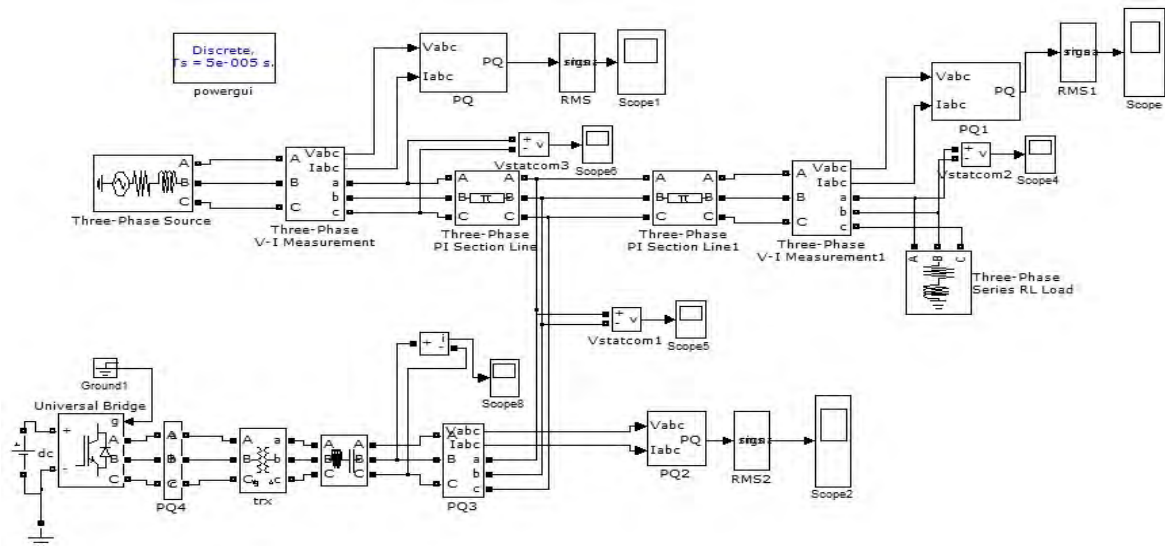 Discrete,
Ts = 5e-005 s.
powergui
Vabc
Iabc
PQ
PQ
RMS
Scope1
Vabc
Iabc
PQ
PQ1
RMS1
Scope
A
B
C
Three-Phase Source
A
B
C
Vabc
Iabc
a
b
c
Three-Phase
V-I Measurement
+
-
v
Vstatcom3
Scope6
A
B
C
π
A
B
C
Three-Phase
PI Section Line
A
B
C
π
A
B
C
Three-Phase
PI Section Line1
A
B
C
Vabc
Iabc
a
b
c
Three-Phase
V-I Measurement1
+
-
v
Vstatcom2
Scope4
A
B
C
Three-Phase
Series RL Load
+
-
v
Vstatcom1
Scope5
+
i
-
Scope8
Ground1
Universal Bridge
g
+
-
A
B
C
dc
A
B
C
PQ4
A
B
C
a
b
c
trx
A
B
C
A
B
C
A
B
C
Vabc
Iabc
a
b
c
PQ3
Vabc
Iabc
PQ
PQ2
RMS2
Scope2